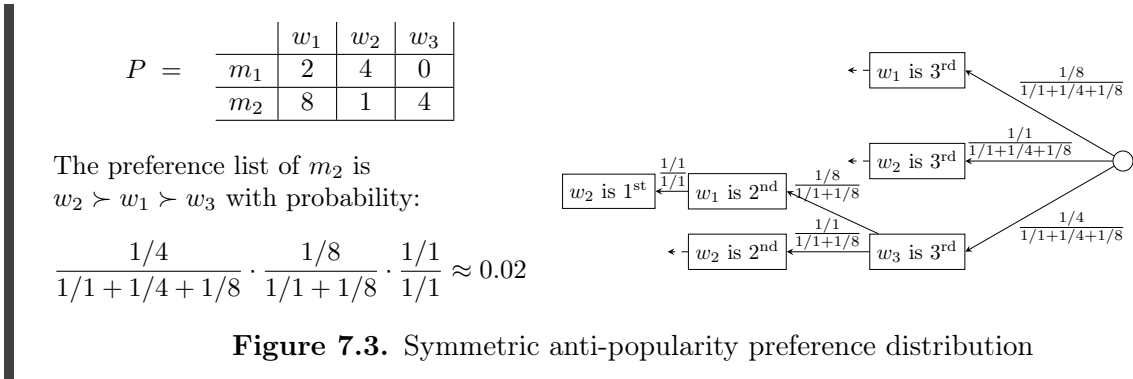 w₁ w₂ w₃
P = m₁ 2 4 0
m₂ 8 1 4
The preference list of m₂ is
w₂ ≻ w₁ ≻ w₃ with probability:
1/4 / (1/1 + 1/4 + 1/8) · 1/8 / (1/1 + 1/8) · 1/1 / 1/1 ≈ 0.02
w₁ is 3rd
1/8 / (1/1+1/4+1/8)
w₂ is 3rd
1/1 / (1/1+1/4+1/8)
w₂ is 1st
1/1 / 1/1
w₁ is 2nd
1/8 / (1/1+1/8)
w₂ is 2nd
1/1 / (1/1+1/8)
w₃ is 3rd
1/4 / (1/1+1/4+1/8)
Figure 7.3. Symmetric anti-popularity preference distribution